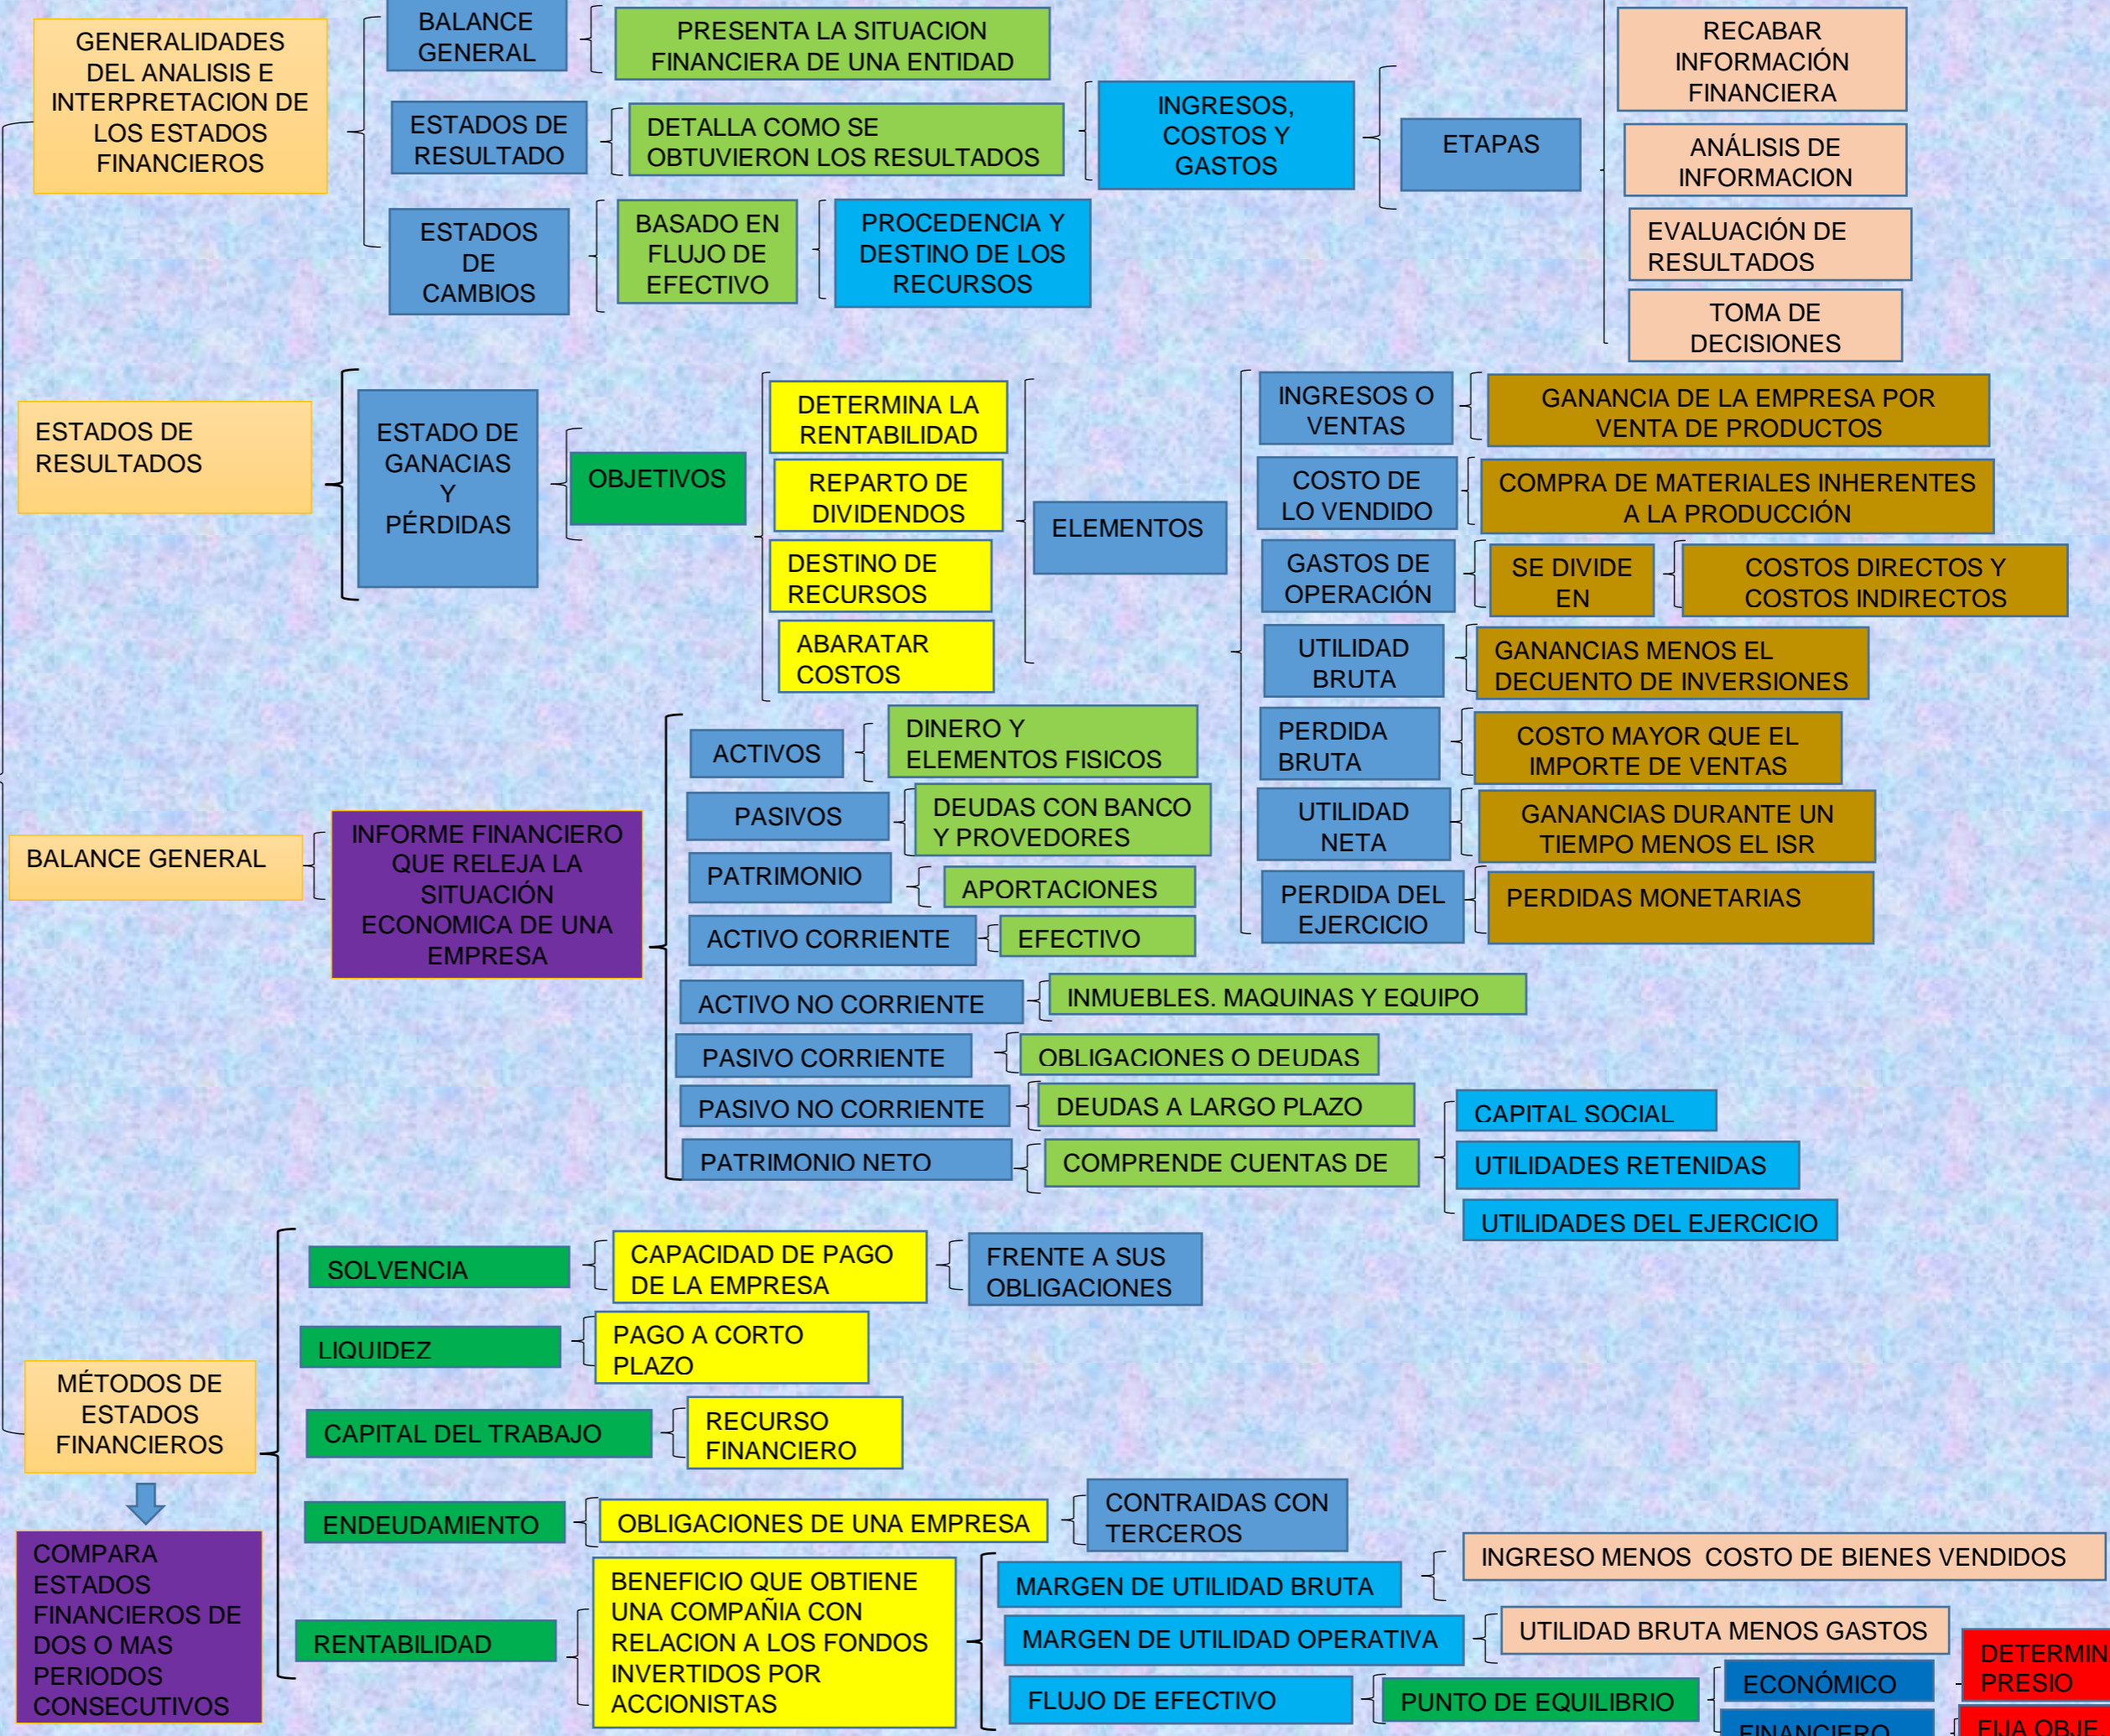 GENERALIDADES
DEL ANALISIS E
INTERPRETACION DE
LOS ESTADOS
FINANCIEROS
BALANCE
GENERAL
PRESENTA LA SITUACION
FINANCIERA DE UNA ENTIDAD
ESTADOS DE
RESULTADO
DETALLA COMO SE
OBTUVIERON LOS RESULTADOS
INGRESOS,
COSTOS Y
GASTOS
ETAPAS
RECABAR
INFORMACIÓN
FINANCIERA
ANÁLISIS DE
INFORMACION
EVALUACIÓN DE
RESULTADOS
TOMA DE
DECISIONES
ESTADOS
DE
CAMBIOS
BASADO EN
FLUJO DE
EFECTIVO
PROCEDENCIA Y
DESTINO DE LOS
RECURSOS
ESTADOS DE
RESULTADOS
ESTADO DE
GANACIAS
Y
PÉRDIDAS
OBJETIVOS
DETERMINA LA
RENTABILIDAD
REPARTO DE
DIVIDENDOS
DESTINO DE
RECURSOS
ABARATAR
COSTOS
ELEMENTOS
INGRESOS O
VENTAS
GANANCIA DE LA EMPRESA POR
VENTA DE PRODUCTOS
COSTO DE
LO VENDIDO
COMPRA DE MATERIALES INHERENTES
A LA PRODUCCIÓN
GASTOS DE
OPERACIÓN
SE DIVIDE
EN
COSTOS DIRECTOS Y
COSTOS INDIRECTOS
UTILIDAD
BRUTA
GANANCIAS MENOS EL
DECUENTO DE INVERSIONES
PERDIDA
BRUTA
COSTO MAYOR QUE EL
IMPORTE DE VENTAS
UTILIDAD
NETA
GANANCIAS DURANTE UN
TIEMPO MENOS EL ISR
PERDIDA DEL
EJERCICIO
PERDIDAS MONETARIAS
BALANCE GENERAL
INFORME FINANCIERO
QUE RELEJA LA
SITUACIÓN
ECONOMICA DE UNA
EMPRESA
ACTIVOS
DINERO Y
ELEMENTOS FISICOS
PASIVOS
DEUDAS CON BANCO
Y PROVEDORES
PATRIMONIO
APORTACIONES
ACTIVO CORRIENTE
EFECTIVO
ACTIVO NO CORRIENTE
INMUEBLES. MAQUINAS Y EQUIPO
PASIVO CORRIENTE
OBLIGACIONES O DEUDAS
PASIVO NO CORRIENTE
DEUDAS A LARGO PLAZO
PATRIMONIO NETO
COMPRENDE CUENTAS DE
CAPITAL SOCIAL
UTILIDADES RETENIDAS
UTILIDADES DEL EJERCICIO
MÉTODOS DE
ESTADOS
FINANCIEROS
COMPARA
ESTADOS
FINANCIEROS DE
DOS O MAS
PERIODOS
CONSECUTIVOS
SOLVENCIA
CAPACIDAD DE PAGO
DE LA EMPRESA
FRENTE A SUS
OBLIGACIONES
LIQUIDEZ
PAGO A CORTO
PLAZO
CAPITAL DEL TRABAJO
RECURSO
FINANCIERO
ENDEUDAMIENTO
OBLIGACIONES DE UNA EMPRESA
CONTRAIDAS CON
TERCEROS
RENTABILIDAD
BENEFICIO QUE OBTIENE
UNA COMPAÑIA CON
RELACION A LOS FONDOS
INVERTIDOS POR
ACCIONISTAS
MARGEN DE UTILIDAD BRUTA
INGRESO MENOS COSTO DE BIENES VENDIDOS
MARGEN DE UTILIDAD OPERATIVA
UTILIDAD BRUTA MENOS GASTOS
FLUJO DE EFECTIVO
PUNTO DE EQUILIBRIO
ECONÓMICO
PRESIO
FINANCIERO
FIJA